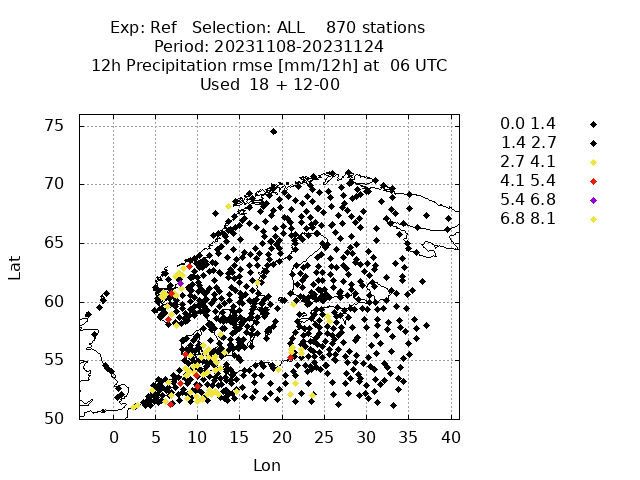 Exp: Ref Selection: ALL 870 stations
Period: 20231108-20231124
12h Precipitation rmse [mm/12h] at 06 UTC
Used 18 + 12-00
75
70
65
60
55
50
Lat
0 5 10 15 20 25 30 35 40
Lon
0.0 1.4
1.4 2.7
2.7 4.1
4.1 5.4
5.4 6.8
6.8 8.1